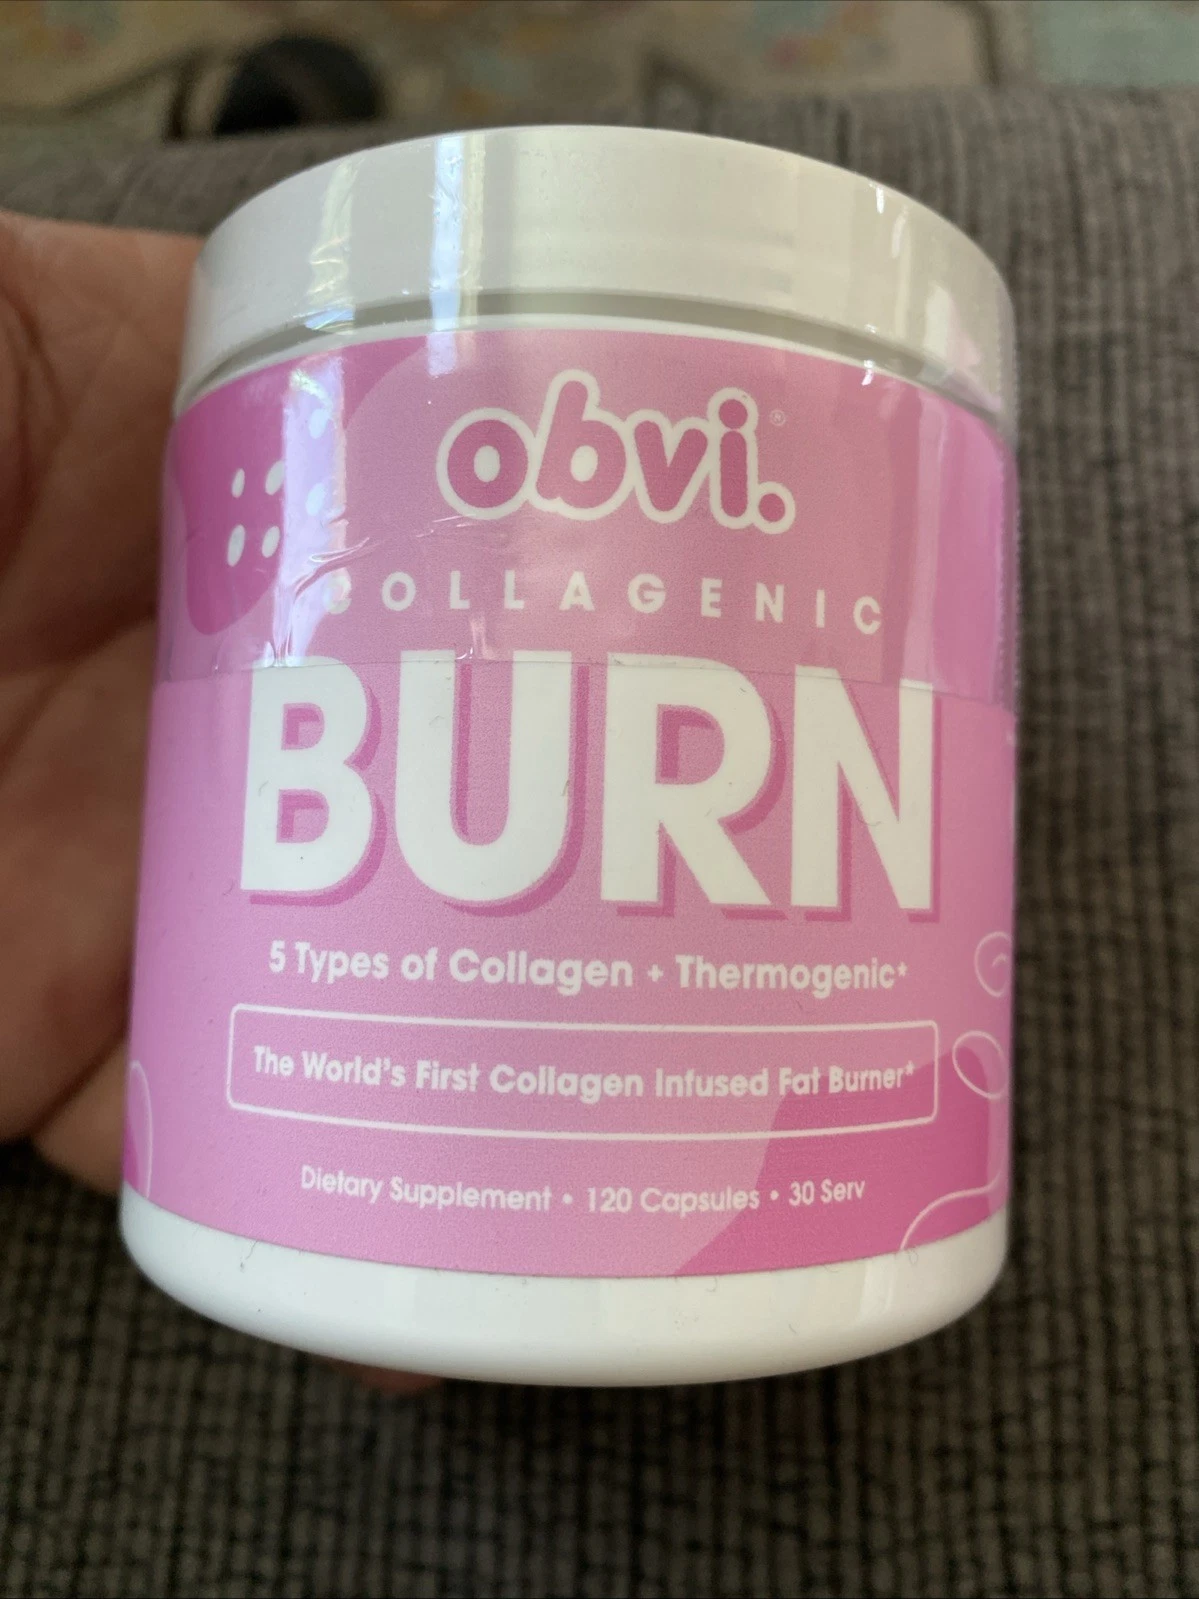 obvi.®
COLLAGENIC
BURN
5 Types of Collagen + Thermogenic*
The World's First Collagen Infused Fat Burner*
Dietary Supplement • 120 Capsules • 30 Serv